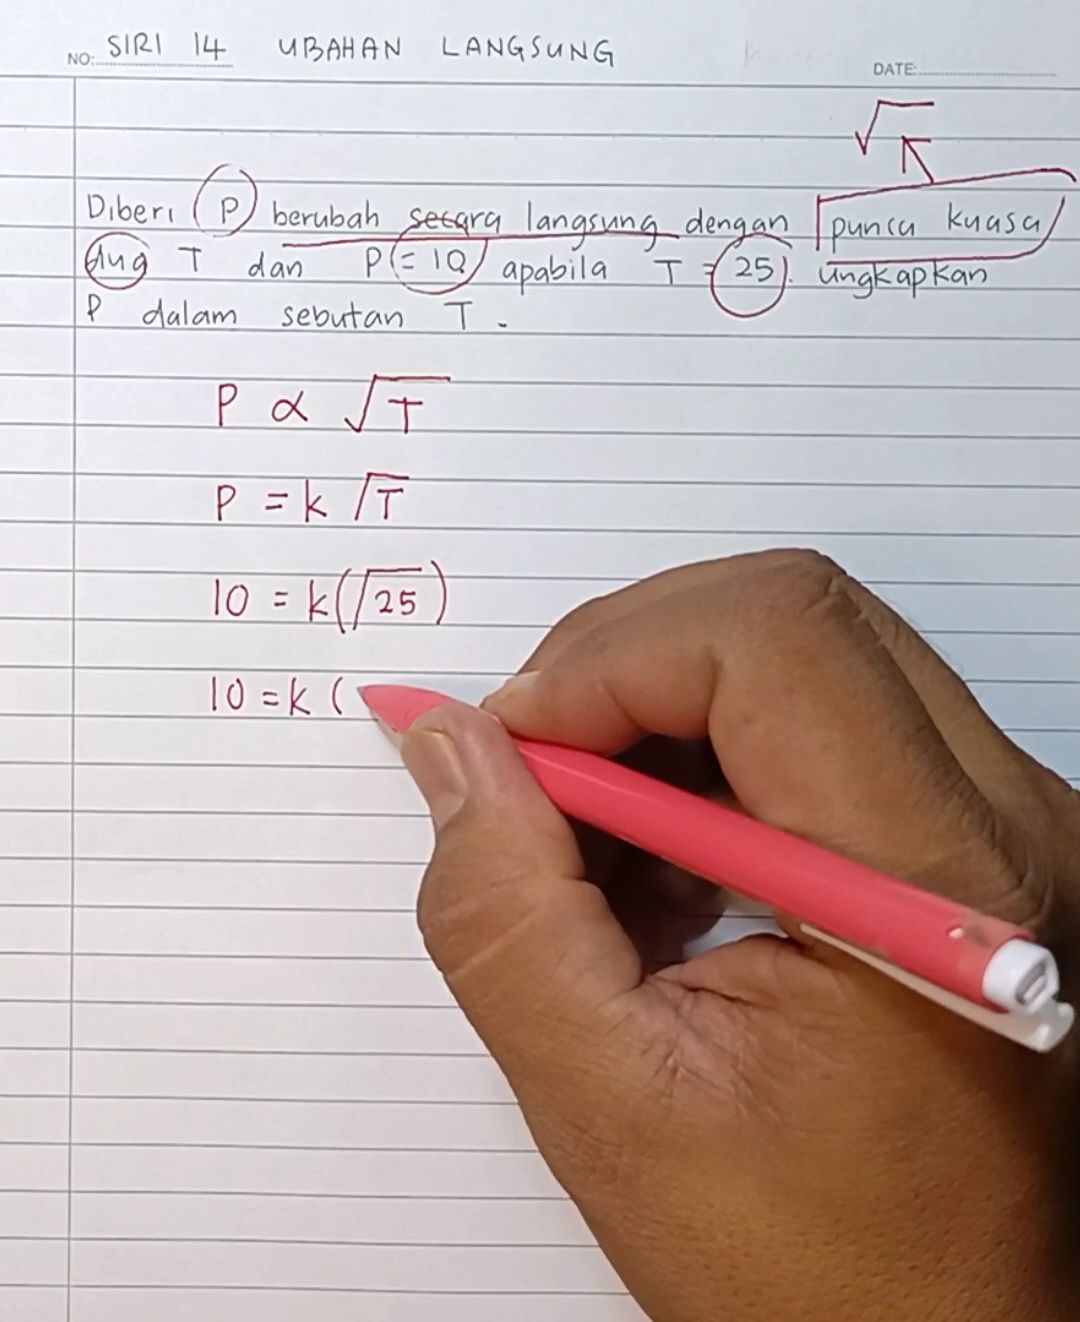 NO: SIRI 14 UBAHAN LANGSUNG
DATE:
√
Diberi P berubah secara langsung dengan punca kuasa
dua T dan P = 10 apabila T = 25. ungkapkan
P dalam sebutan T.
P ∝ √T
P = k √T
10 = k(√25)
10 = k (